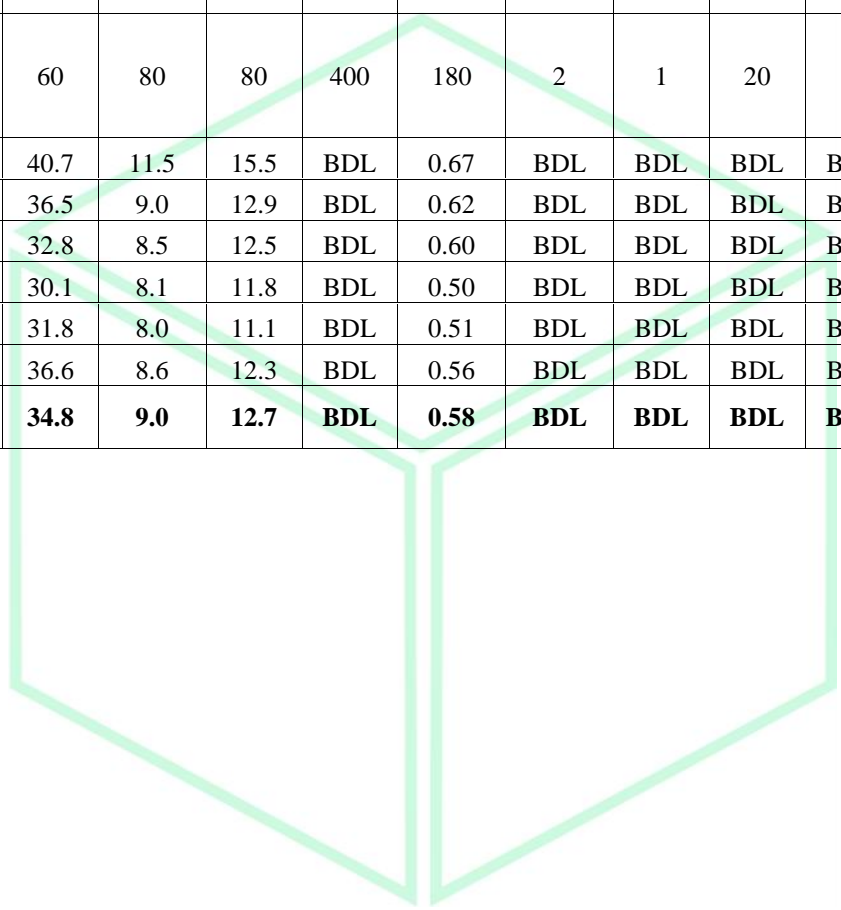 60 80 80 400 180 2 1 20
40.7 11.5 15.5 BDL 0.67 BDL BDL BDL B
36.5 9.0 12.9 BDL 0.62 BDL BDL BDL B
32.8 8.5 12.5 BDL 0.60 BDL BDL BDL B
30.1 8.1 11.8 BDL 0.50 BDL BDL BDL B
31.8 8.0 11.1 BDL 0.51 BDL BDL BDL B
36.6 8.6 12.3 BDL 0.56 BDL BDL BDL B
34.8 9.0 12.7 BDL 0.58 BDL BDL BDL B